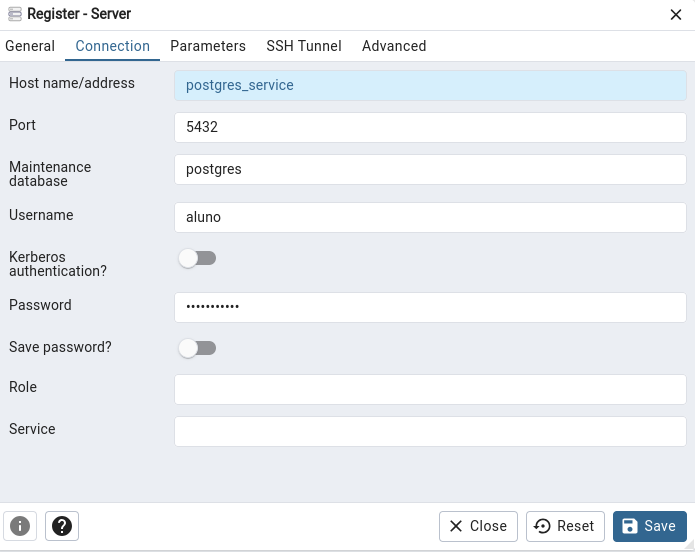 Register - Server
General Connection Parameters SSH Tunnel Advanced
Host name/address postgres_service
Port 5432
Maintenance
database postgres
Username aluno
Kerberos
authentication?
Password •••••••••••
Save password?
Role
Service
Close Reset Save